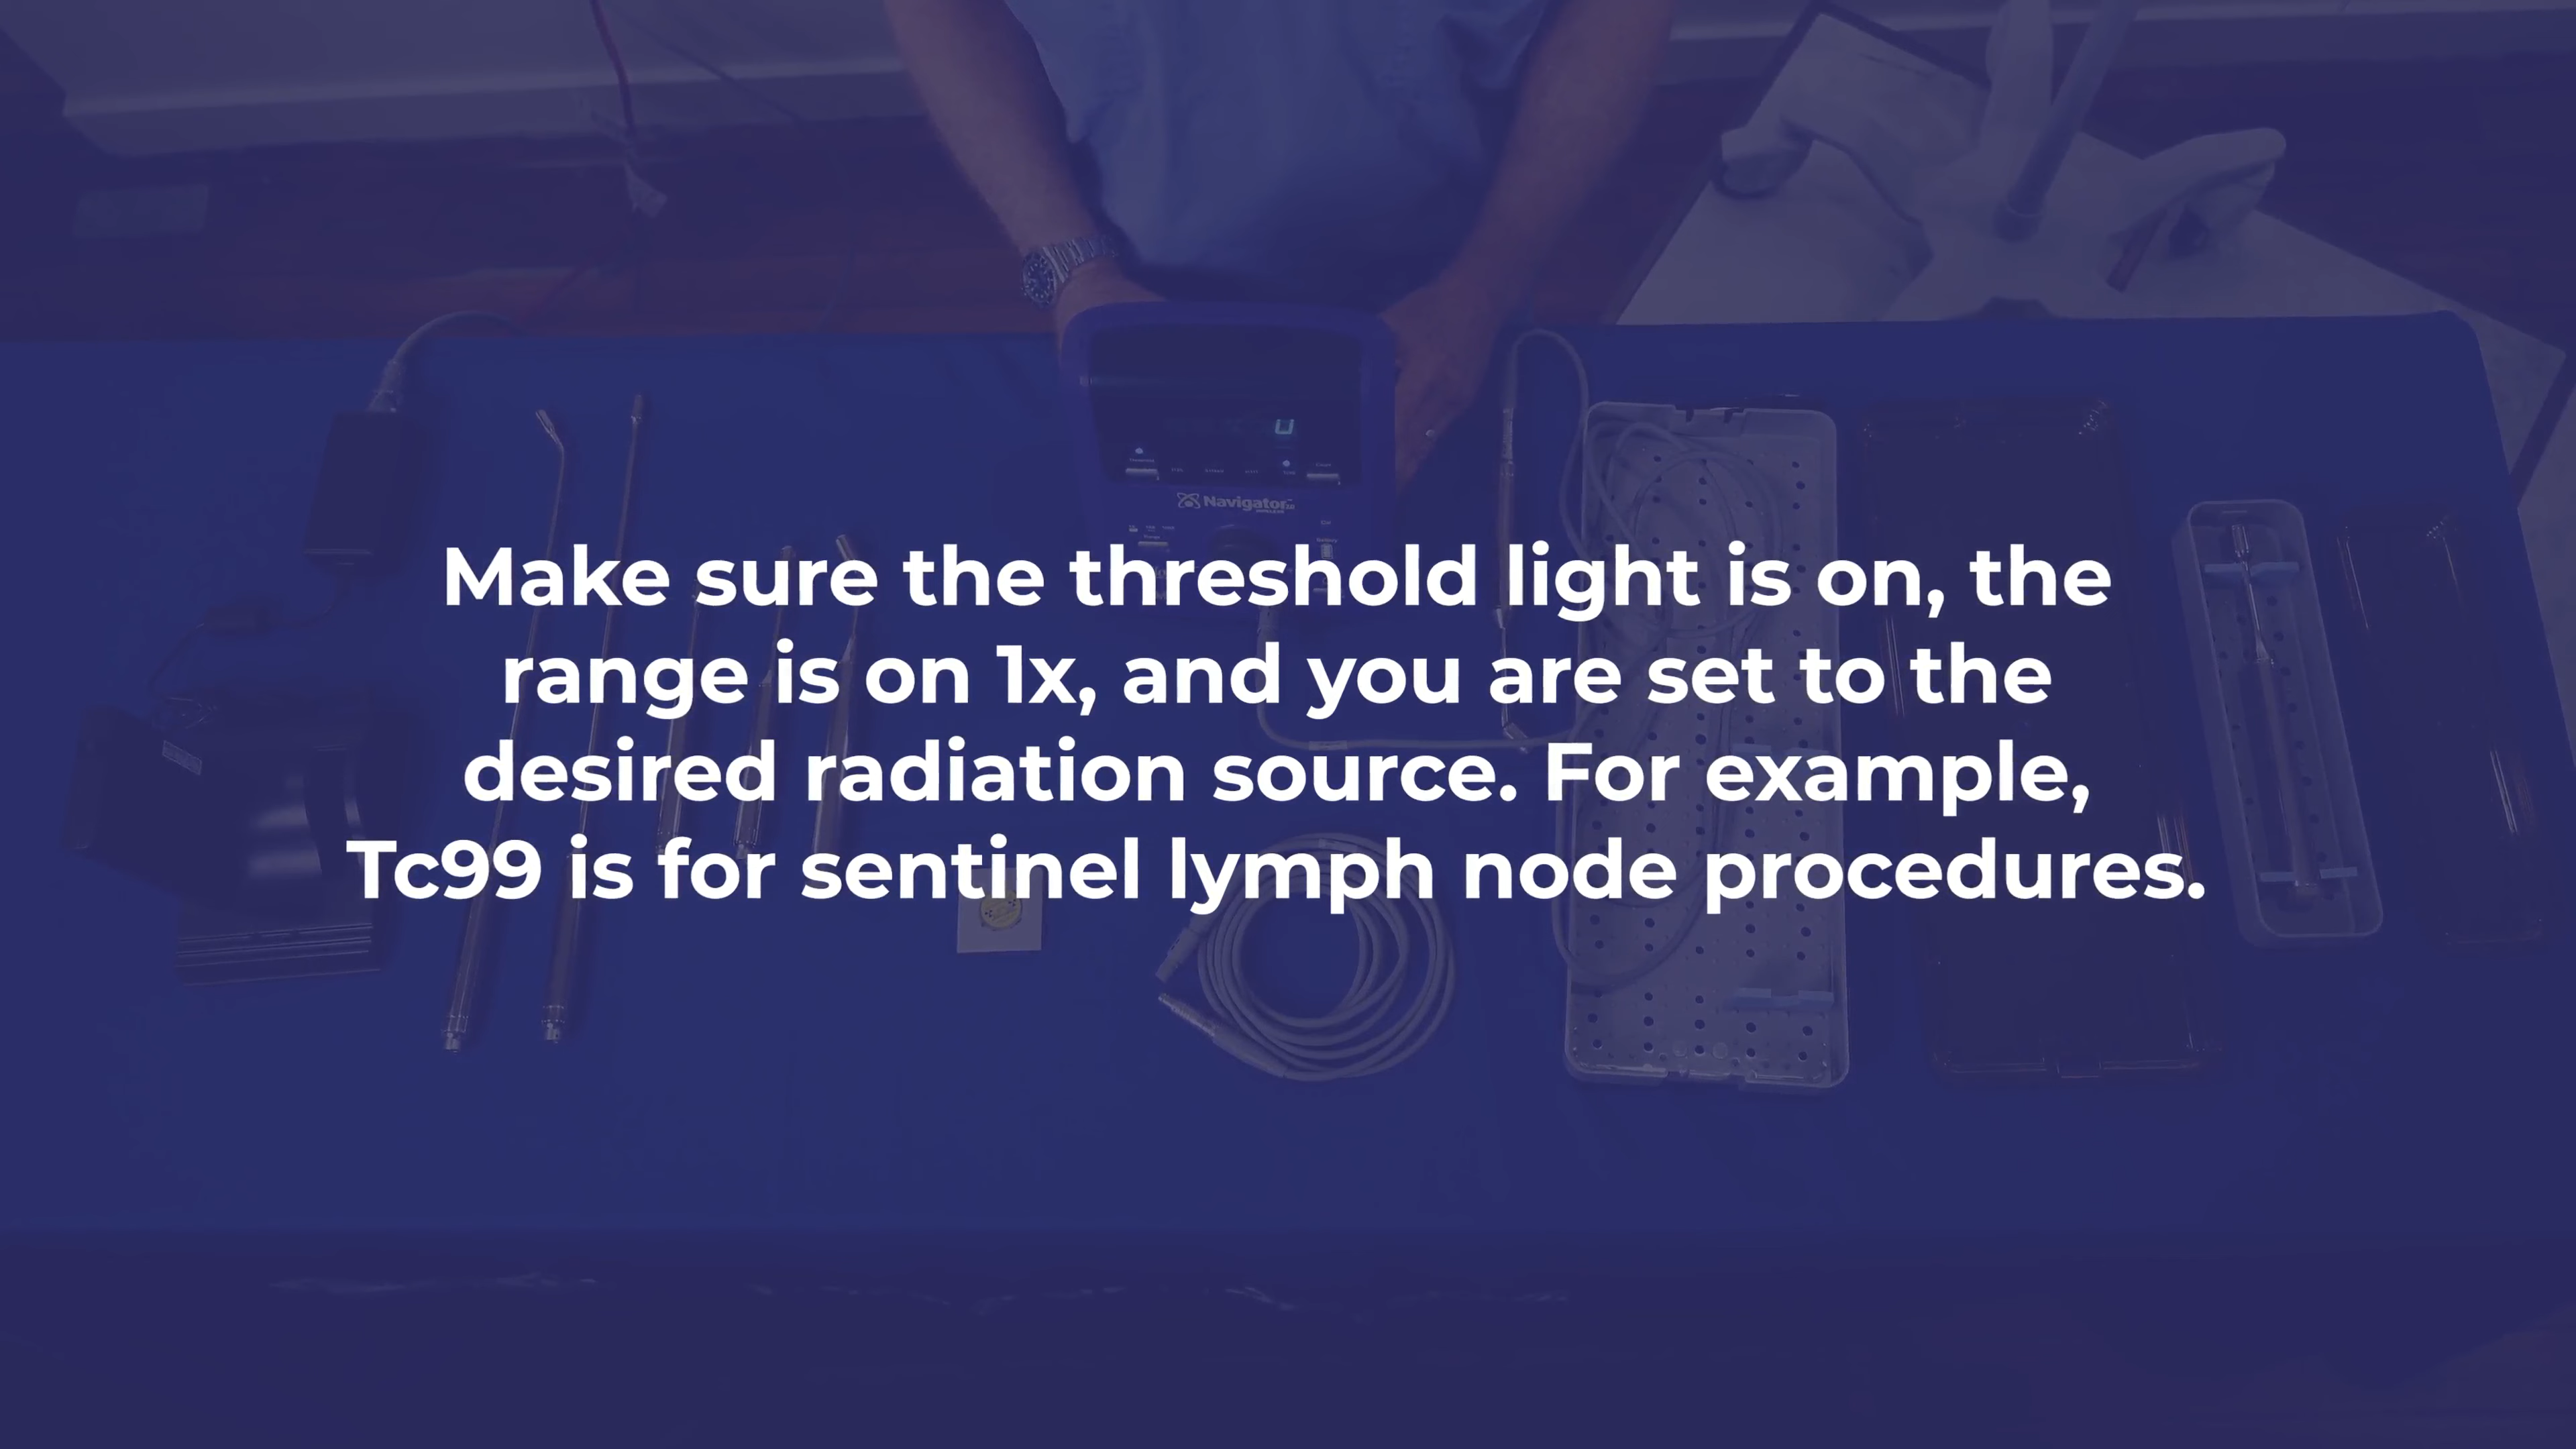 Navigator
Make sure the threshold light is on, the
range is on 1x, and you are set to the
desired radiation source. For example,
Tc99 is for sentinel lymph node procedures.